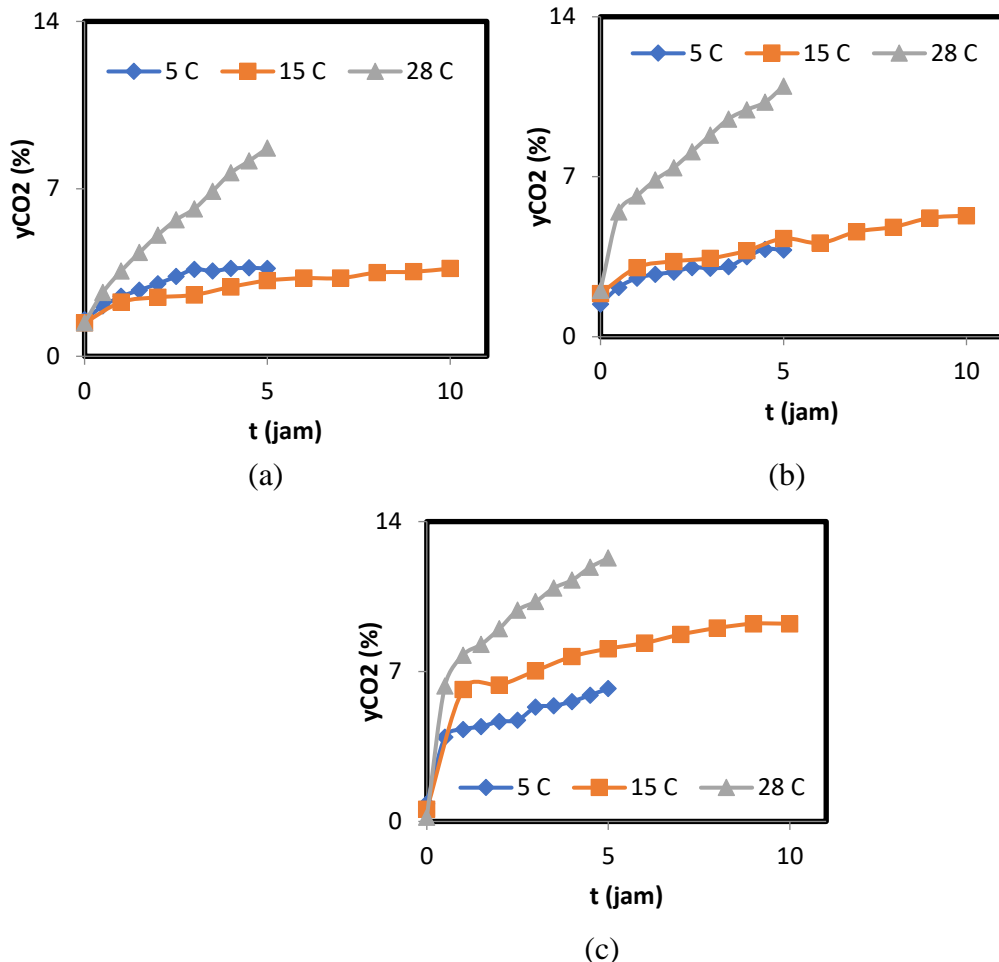 14
5 C 15 C 28 C
yCO2 (%)
7
0
0 5 10
t (jam)
(a)
14
5 C 15 C 28 C
yCO2 (%)
7
0
0 5 10
t (jam)
(b)
14
yCO2 (%)
7
5 C 15 C 28 C
0
0 5 10
t (jam)
(c)